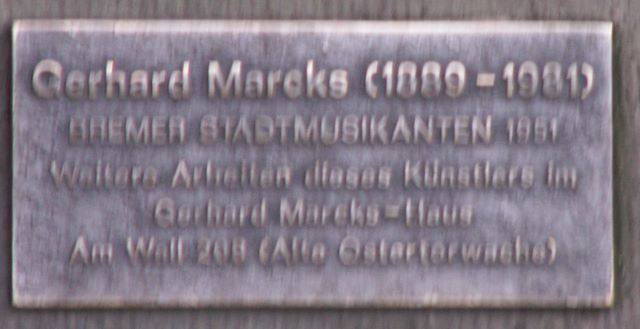 Gerhard Marcks (1889-1981)
BREMER STADTMUSIKANTEN 1951
Weitere Arbeiten dieses Künstlers im
Gerhard Marcks-Haus
Am Wall 208 (Alte Ostertorwache)